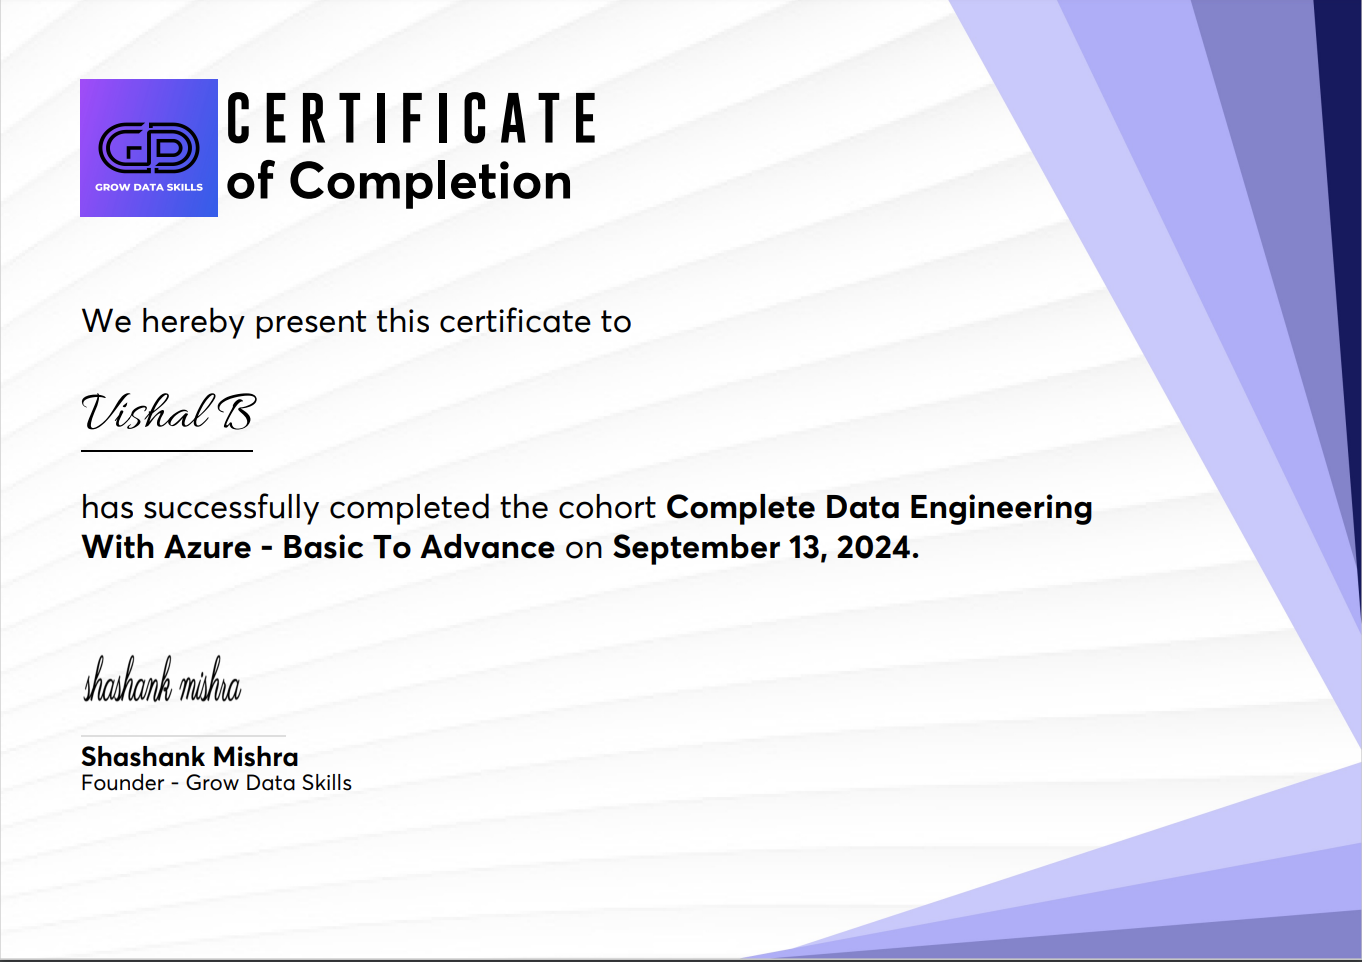 GD
GROW DATA SKILLS
CERTIFICATE
of Completion
We hereby present this certificate to
Vishal B
has successfully completed the cohort Complete Data Engineering
With Azure - Basic To Advance on September 13, 2024.
shashank mishra
Shashank Mishra
Founder - Grow Data Skills